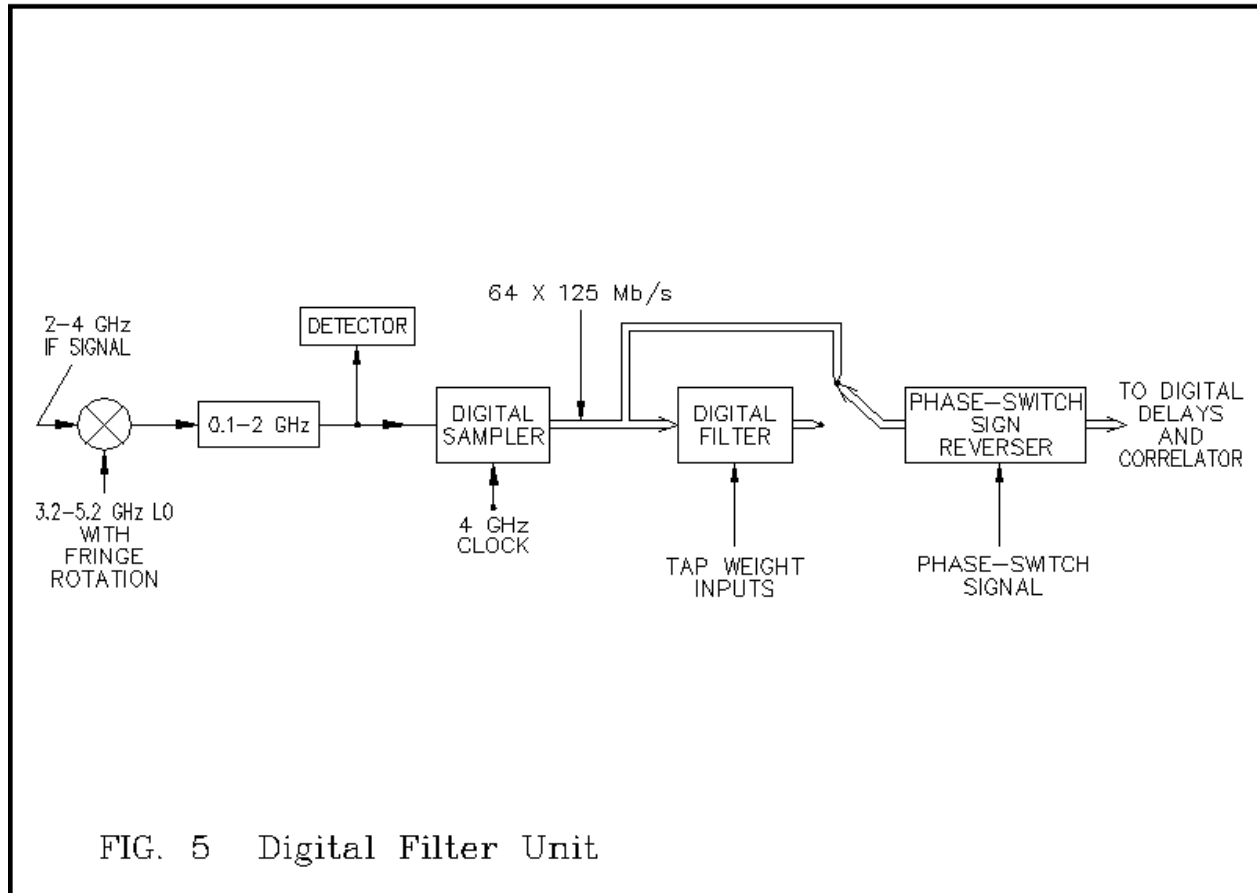 64 X 125 Mb/s
2-4 GHz
IF SIGNAL
DETECTOR
0.1-2 GHz
DIGITAL
SAMPLER
DIGITAL
FILTER
PHASE-SWITCH
SIGN
REVERSER
TO DIGITAL
DELAYS
AND
CORRELATOR
3.2-5.2 GHz LO
WITH
FRINGE
ROTATION
4 GHz
CLOCK
TAP WEIGHT
INPUTS
PHASE-SWITCH
SIGNAL
FIG. 5 Digital Filter Unit